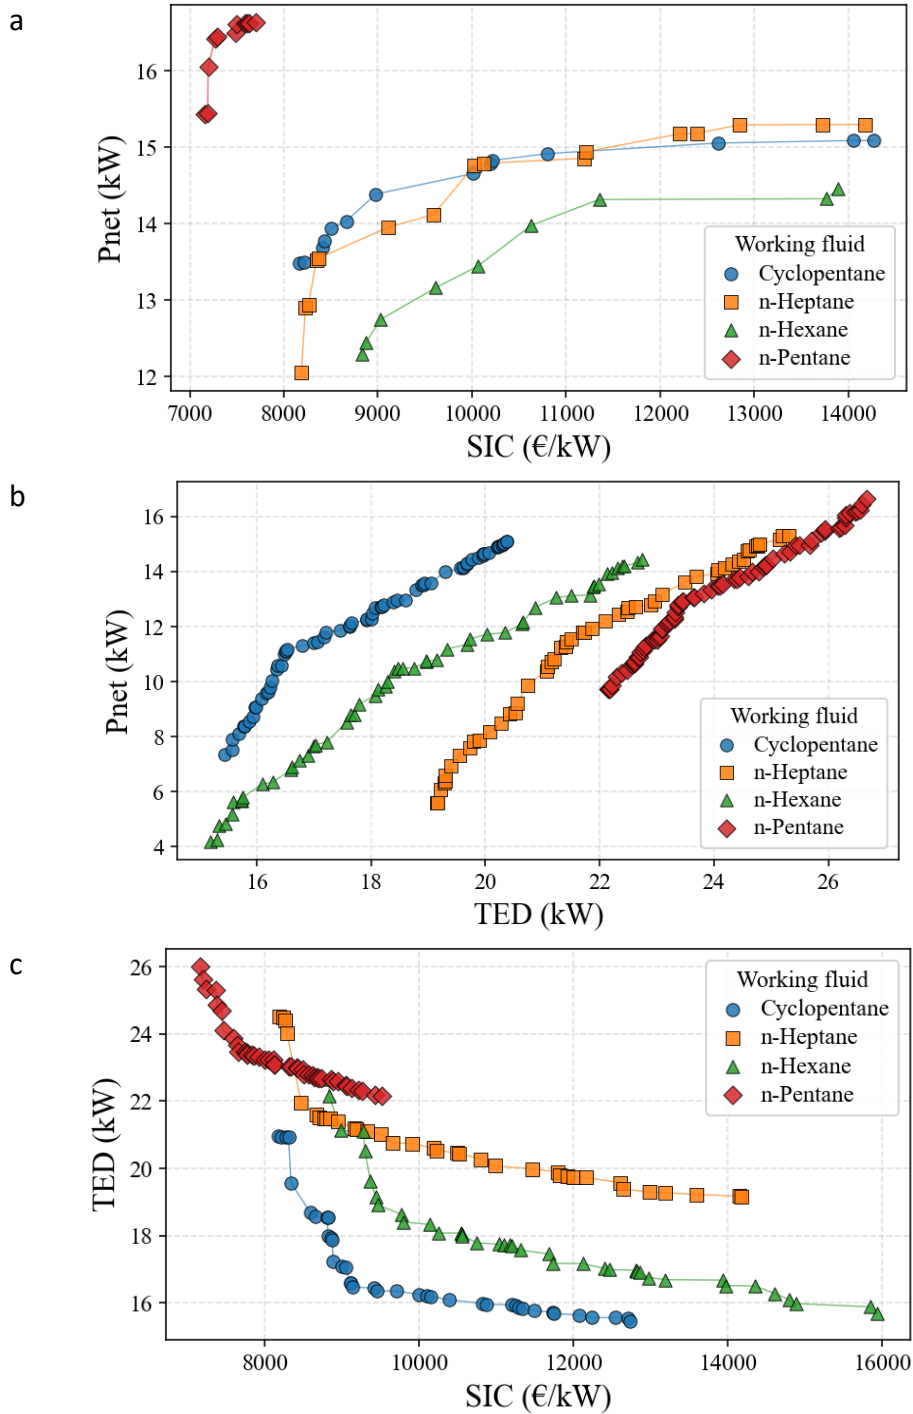 a
16
15
14
13
12
Pnet (kW)
7000 8000 9000 10000 11000 12000 13000 14000
SIC (€/kW)
Working fluid
Cyclopentane
n-Heptane
n-Hexane
n-Pentane
b
16
14
12
10
8
6
4
Pnet (kW)
16 18 20 22 24 26
TED (kW)
Working fluid
Cyclopentane
n-Heptane
n-Hexane
n-Pentane
c
26
24
22
20
18
16
TED (kW)
8000 10000 12000 14000 16000
SIC (€/kW)
Working fluid
Cyclopentane
n-Heptane
n-Hexane
n-Pentane